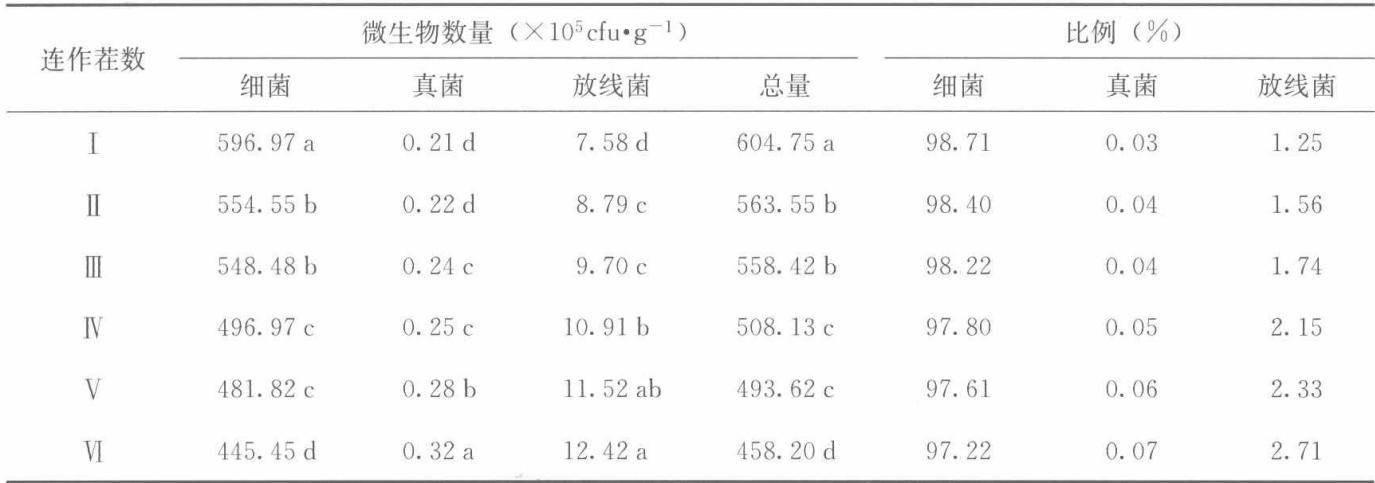 连作茬数 微生物数量（×10⁵cfu•g⁻¹） 比例（%）
细菌 真菌 放线菌 总量 细菌 真菌 放线菌
Ⅰ 596.97 a 0.21 d 7.58 d 604.75 a 98.71 0.03 1.25
Ⅱ 554.55 b 0.22 d 8.79 c 563.55 b 98.40 0.04 1.56
Ⅲ 548.48 b 0.24 c 9.70 c 558.42 b 98.22 0.04 1.74
Ⅳ 496.97 c 0.25 c 10.91 b 508.13 c 97.80 0.05 2.15
Ⅴ 481.82 c 0.28 b 11.52 ab 493.62 c 97.61 0.06 2.33
Ⅵ 445.45 d 0.32 a 12.42 a 458.20 d 97.22 0.07 2.71